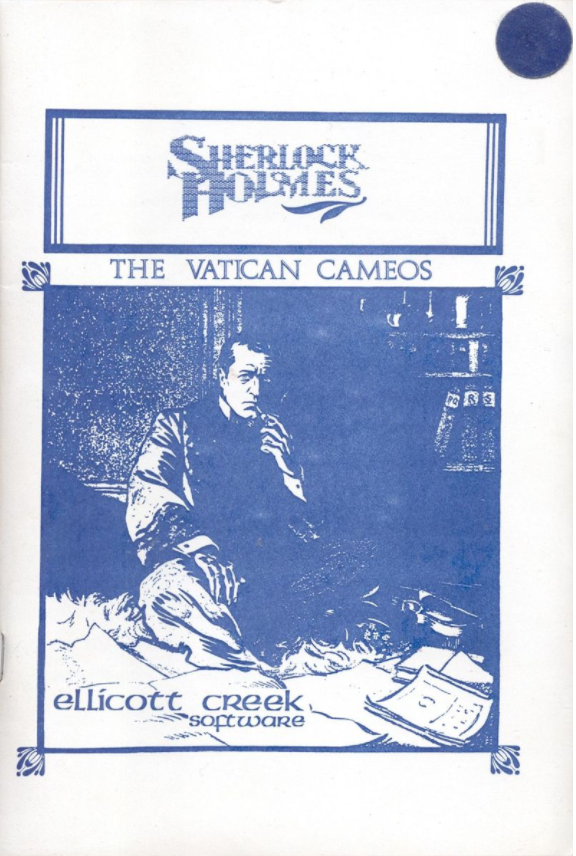 SHERLOCK
HOLMES
THE VATICAN CAMEOS
R S
ellicott creek
software